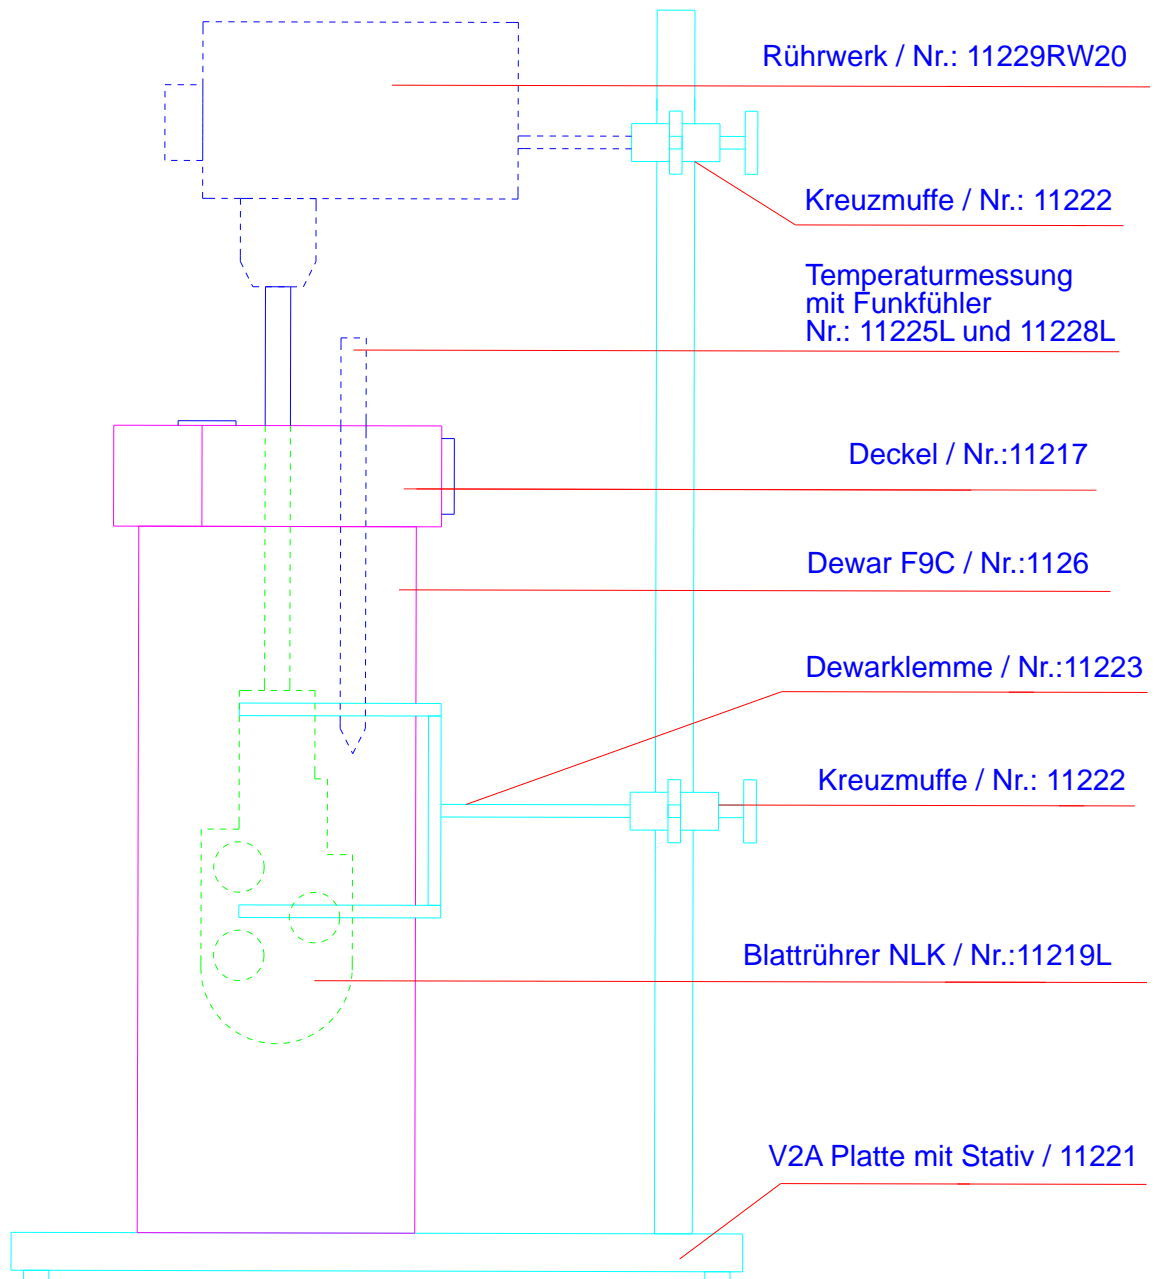 Rührwerk / Nr.: 11229RW20
Kreuzmuffe / Nr.: 11222
Temperaturmessung
mit Funkfühler
Nr.: 11225L und 11228L
Deckel / Nr.:11217
Dewar F9C / Nr.:1126
Dewarklemme / Nr.:11223
Kreuzmuffe / Nr.: 11222
Blattrührer NLK / Nr.:11219L
V2A Platte mit Stativ / 11221